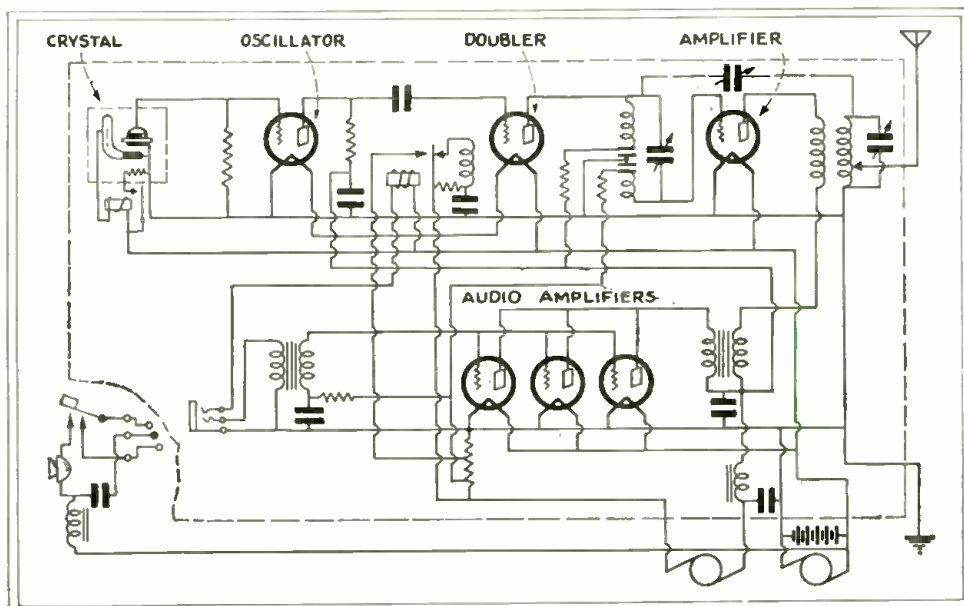 CRYSTAL
OSCILLATOR
DOUBLER
AMPLIFIER
AUDIO AMPLIFIERS